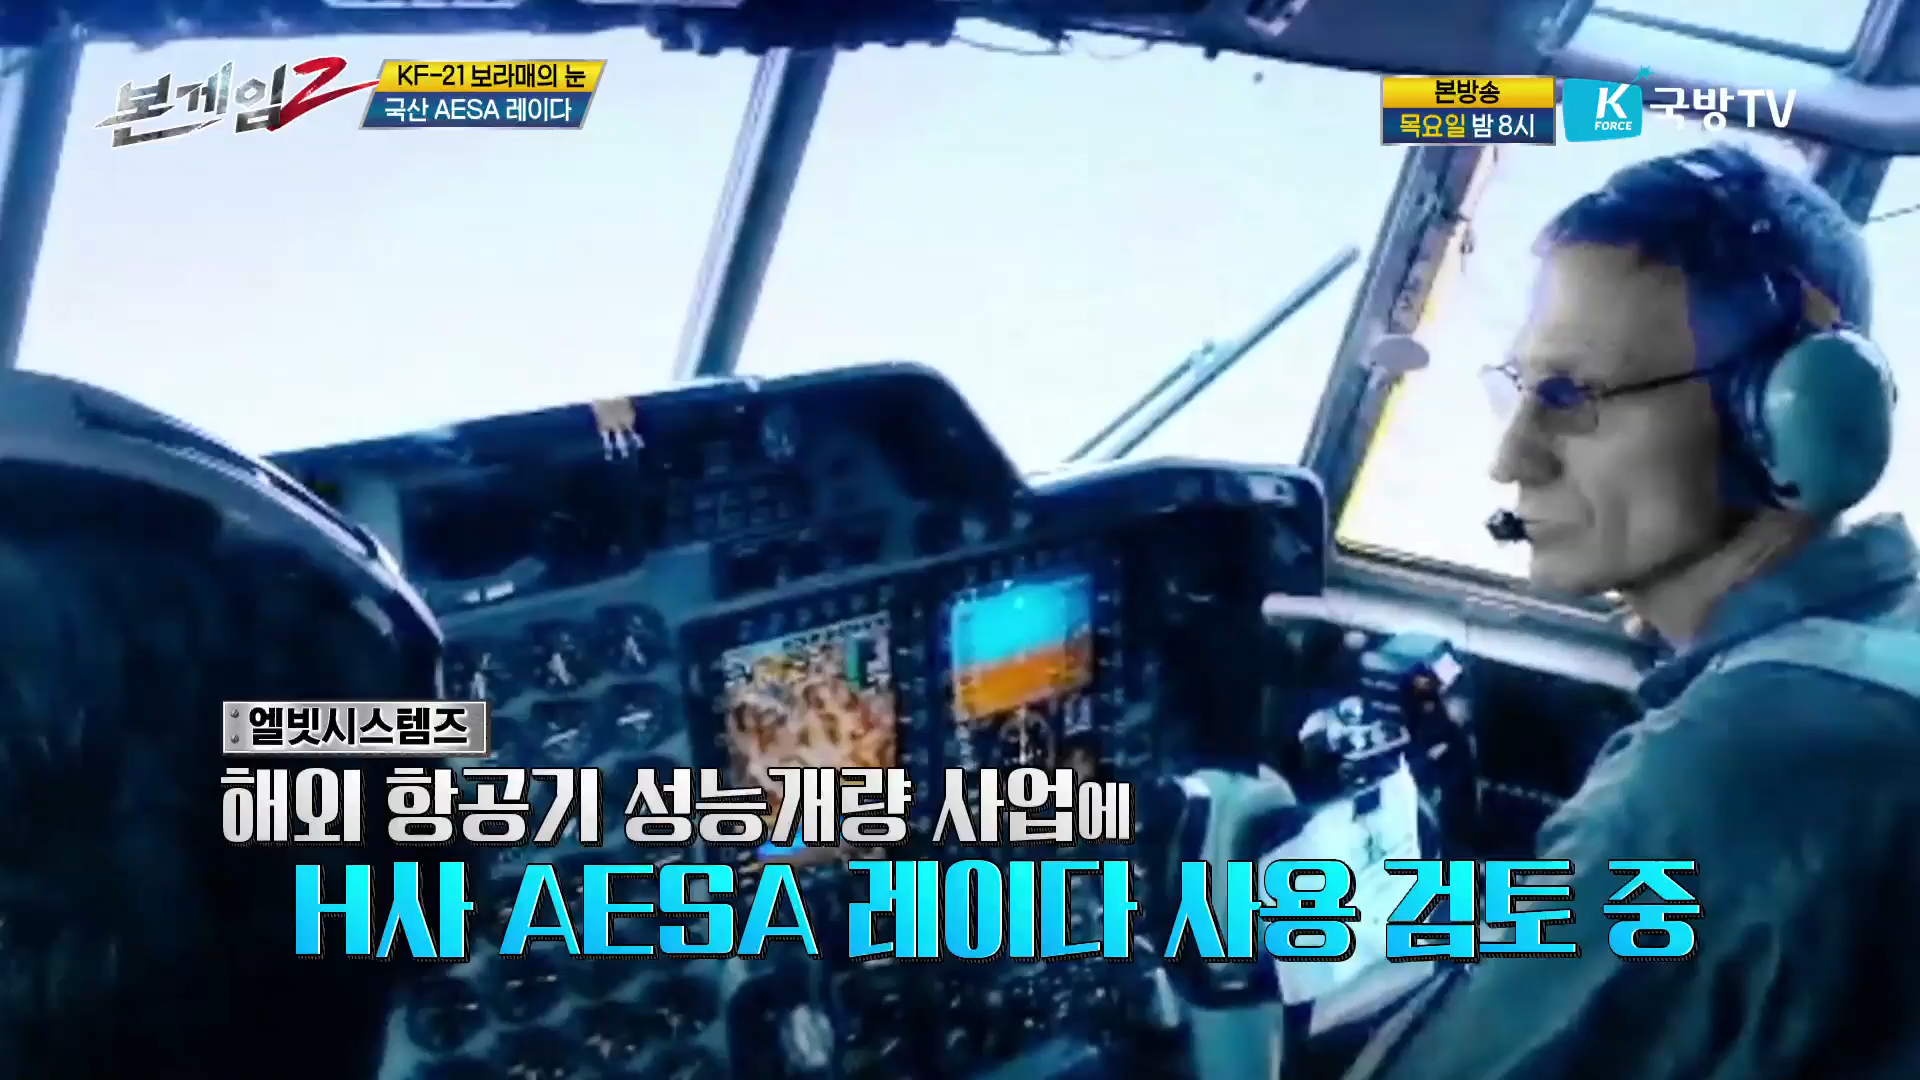 본게임2
KF-21 보라매의 눈
국산 AESA 레이다
본방송
목요일 밤 8시
K
FORCE
국방TV
엘빗시스템즈
해외 항공기 성능개량 사업에
H사 AESA 레이다 사용 검토 중